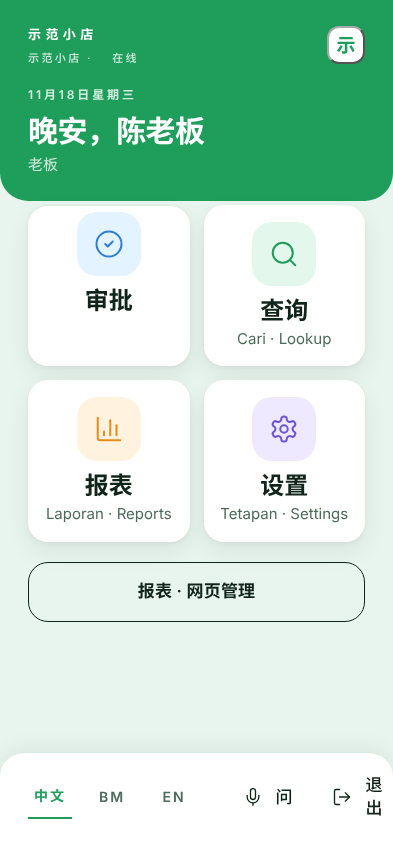 示范小店
示
示范小店 · 在线
11月18日星期三
晚安，陈老板
老板
审批
查询
Cari · Lookup
报表
Laporan · Reports
设置
Tetapan · Settings
报表 · 网页管理
中文 BM EN 问 退出